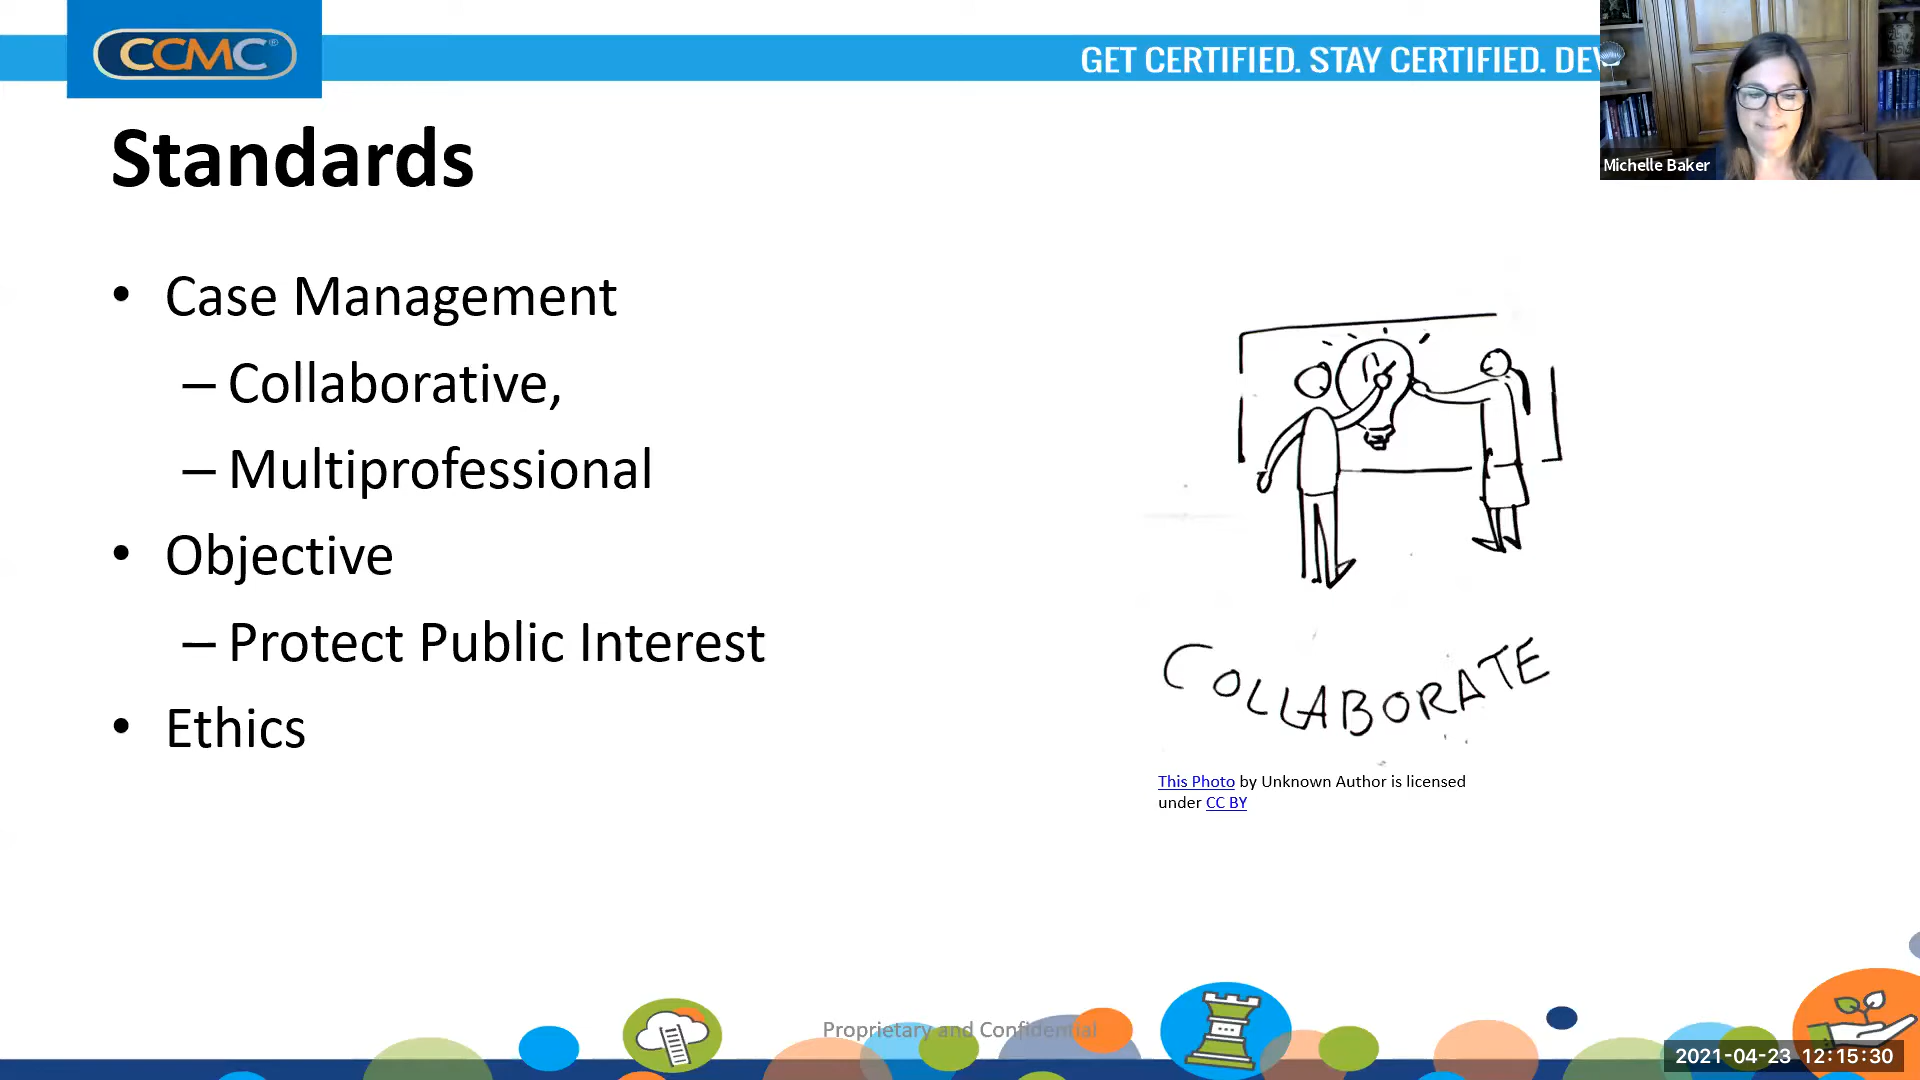 CCMC®
GET CERTIFIED. STAY CERTIFIED. DEV
Michelle Baker
Standards
• Case Management
– Collaborative,
– Multiprofessional
• Objective
– Protect Public Interest
• Ethics
COLLABORATE
This Photo by Unknown Author is licensed
under CC BY
Proprietary and Confidential
2021-04-23 12:15:30